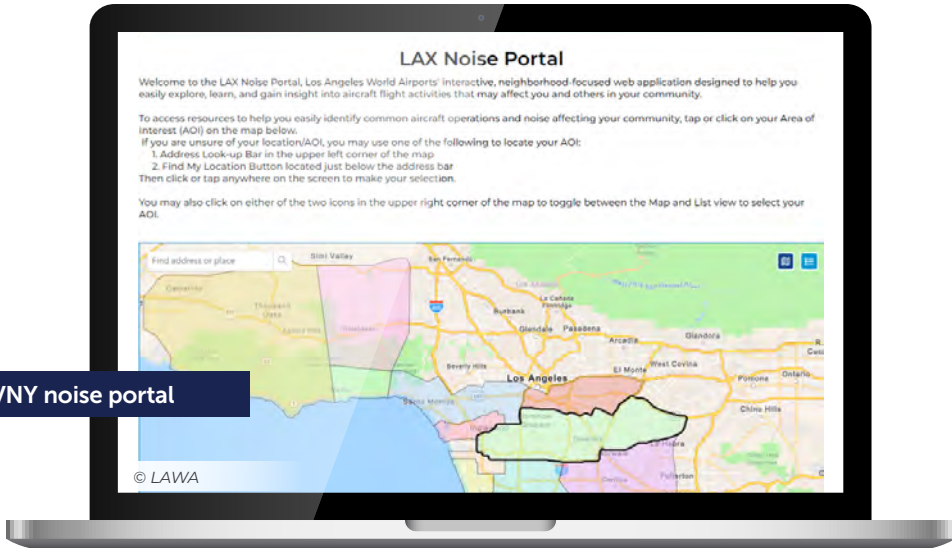 LAX Noise Portal
Welcome to the LAX Noise Portal, Los Angeles World Airports' interactive, neighborhood-focused web application designed to help you
easily explore, learn, and gain insight into aircraft flight activities that may affect you and others in your community.
To access resources to help you easily identify common aircraft operations and noise affecting your community, tap or click on your Area of
Interest (AOI) on the map below.
If you are unsure of your location/AOI, you may use one of the following to locate your AOI:
1. Address Look-up Bar in the upper left corner of the map
2. Find My Location Button located just below the address bar
Then click or tap anywhere on the screen to make your selection.
You may also click on either of the two icons in the upper right corner of the map to toggle between the Map and List view to select your
AOI.
Find address or place
Simi Valley
San Fernando
Camarillo
Thousand
Oaks
Burbank
La Cañada
Flintridge
Glendale
Pasadena
Arcadia
Glendora
Beverly Hills
Los Angeles
El Monte
West Covina
Pomona
Ontario
Santa Monica
Chino Hills
La Habra
Fullerton
VNY noise portal
© LAWA